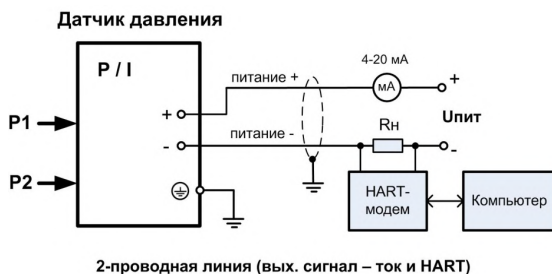 Датчик давления
P / I
4-20 мА
питание +
мА
+
+
P1
Uпит
Rн
-
питание -
-
P2
HART-
модем
Компьютер
2-проводная линия (вых. сигнал – ток и HART)